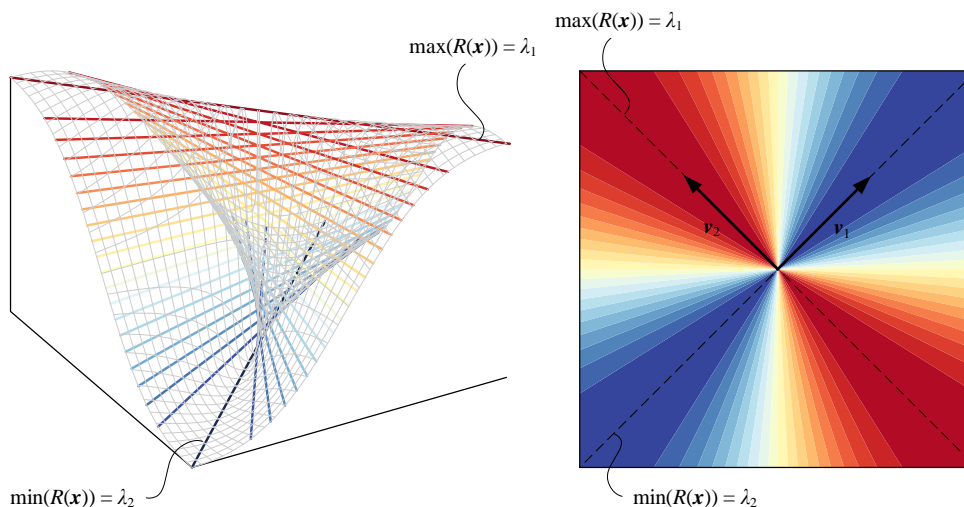 max(R(x)) = λ₁
min(R(x)) = λ₂
max(R(x)) = λ₁
v₂
v₁
min(R(x)) = λ₂